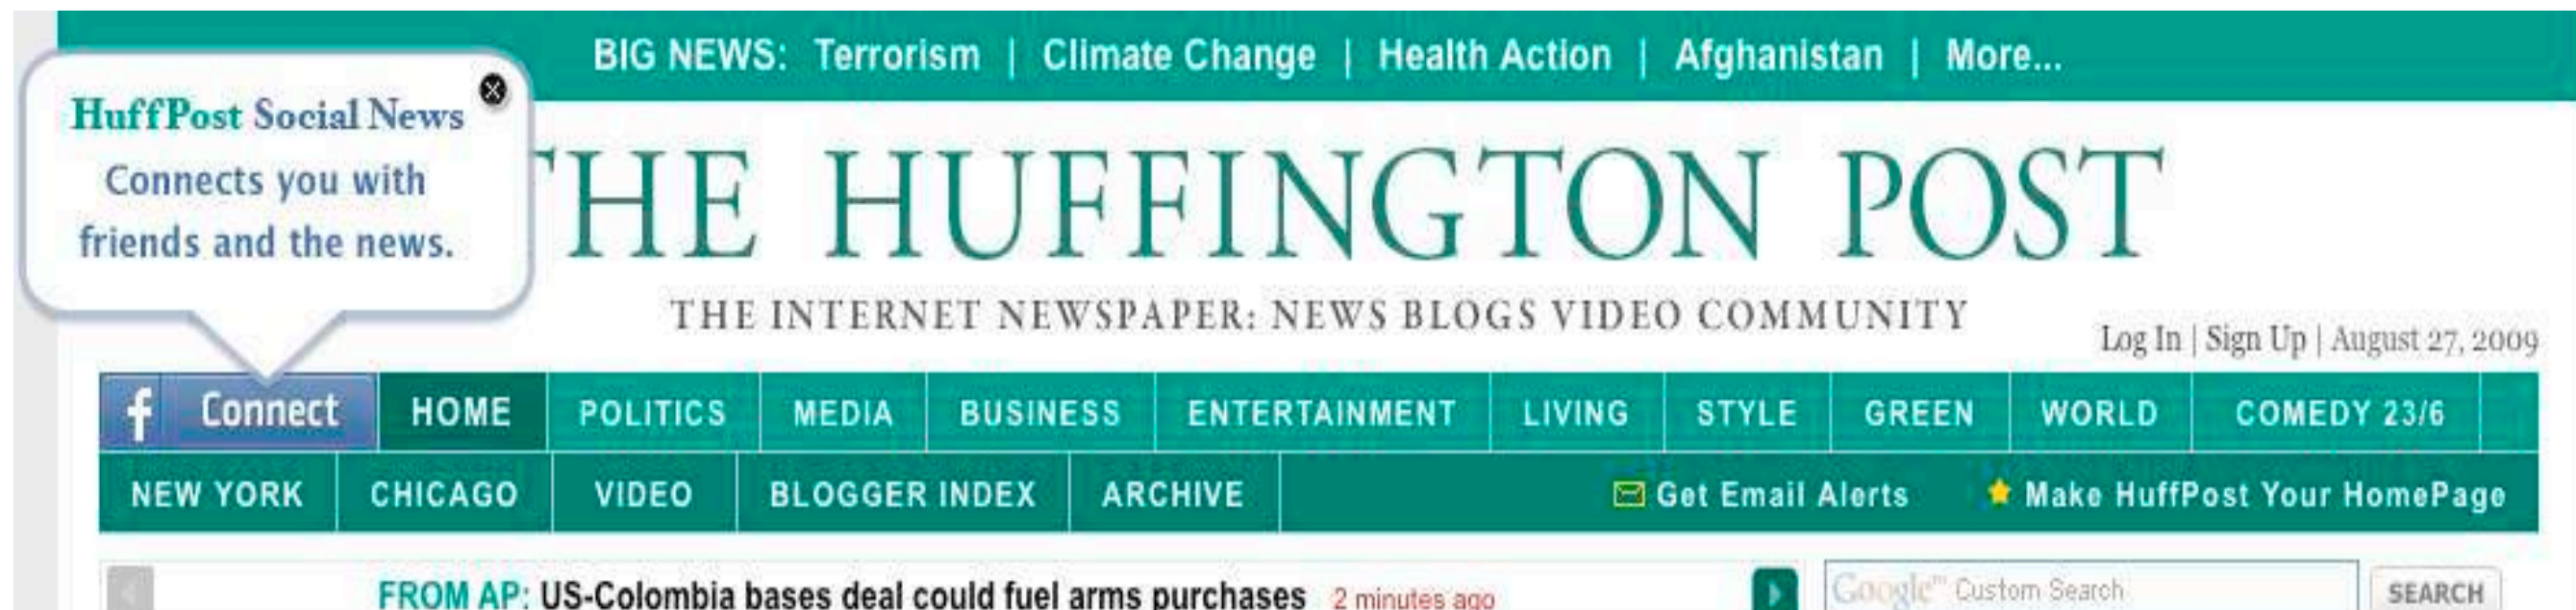 BIG NEWS: Terrorism | Climate Change | Health Action | Afghanistan | More...
HuffPost Social News
Connects you with
friends and the news.
THE HUFFINGTON POST
THE INTERNET NEWSPAPER: NEWS BLOGS VIDEO COMMUNITY
Log In | Sign Up | August 27, 2009
f Connect HOME POLITICS MEDIA BUSINESS ENTERTAINMENT LIVING STYLE GREEN WORLD COMEDY 23/6
NEW YORK CHICAGO VIDEO BLOGGER INDEX ARCHIVE Get Email Alerts Make HuffPost Your HomePage
FROM AP: US-Colombia bases deal could fuel arms purchases 2 minutes ago Google™ Custom Search SEARCH